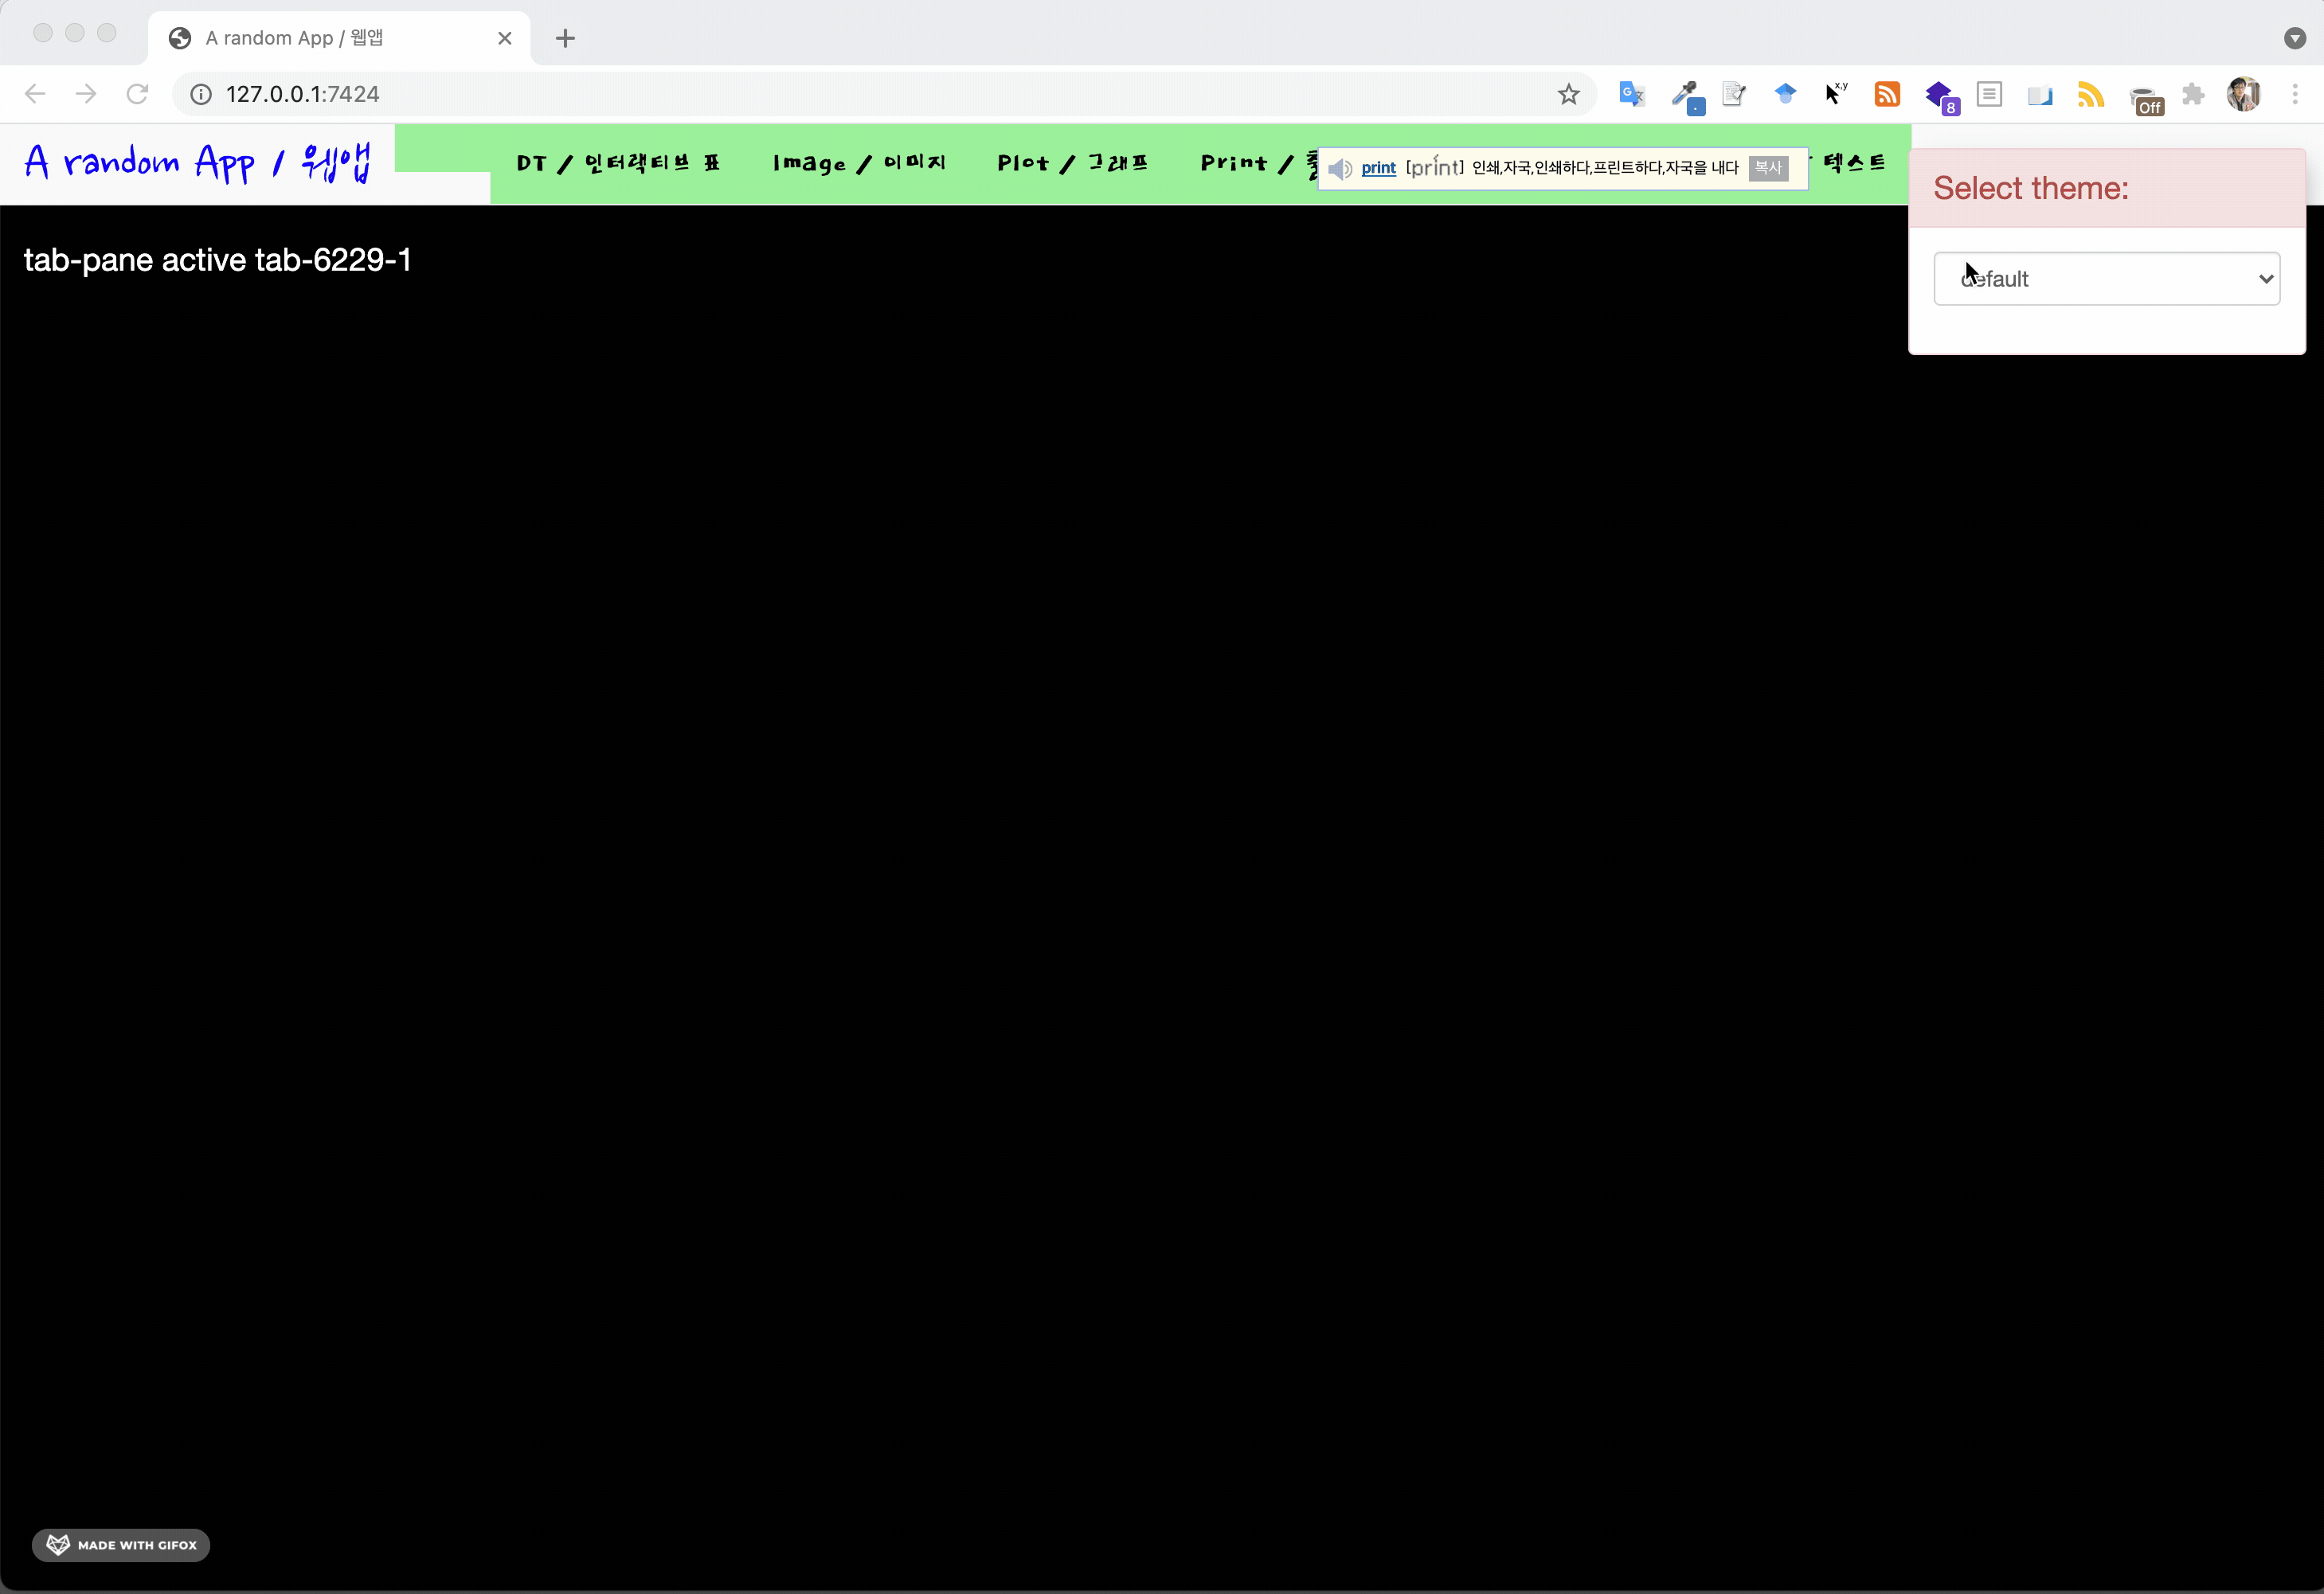 A random App / 웹앱
127.0.0.1:7424
x,y
8
Off
A random App / 웹앱
DT / 인터랙티브 표
Image / 이미지
Plot / 그래프
Print /
print [prínt] 인쇄,자국,인쇄하다,프린트하다,자국을 내다 복사
텍스트
Select theme:
default
tab-pane active tab-6229-1
MADE WITH GIFOX